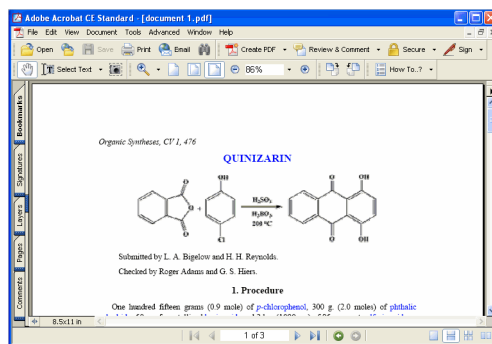 Adobe Acrobat CE Standard - [document 1.pdf]
File Edit View Document Tools Advanced Window Help
Open Save Print Email Create PDF Review & Comment Secure Sign
Select Text 86% How To..?
Bookmarks
Signatures
Layers
Pages
Comments
Organic Syntheses, CV 1, 476
QUINIZARIN
O
O
O
+
OH
Cl
H₂SO₄
H₃BO₃
200 °C
O
OH
O
OH
Submitted by L. A. Bigelow and H. H. Reynolds.
Checked by Roger Adams and G. S. Hiers.
1. Procedure
One hundred fifteen grams (0.9 mole) of p-chlorophenol, 300 g. (2.0 moles) of phthalic
8.5x11 in
1 of 3